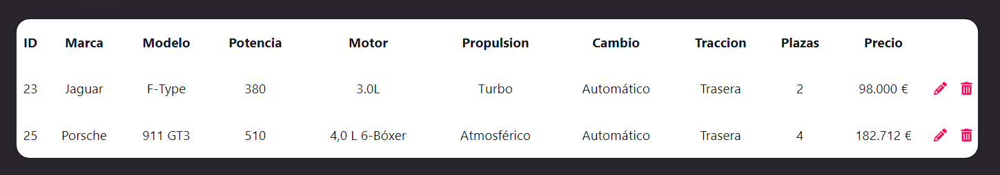 ID Marca Modelo Potencia Motor Propulsion Cambio Traccion Plazas Precio
23 Jaguar F-Type 380 3.0L Turbo Automático Trasera 2 98.000 €
25 Porsche 911 GT3 510 4,0 L 6-Bóxer Atmosférico Automático Trasera 4 182.712 €